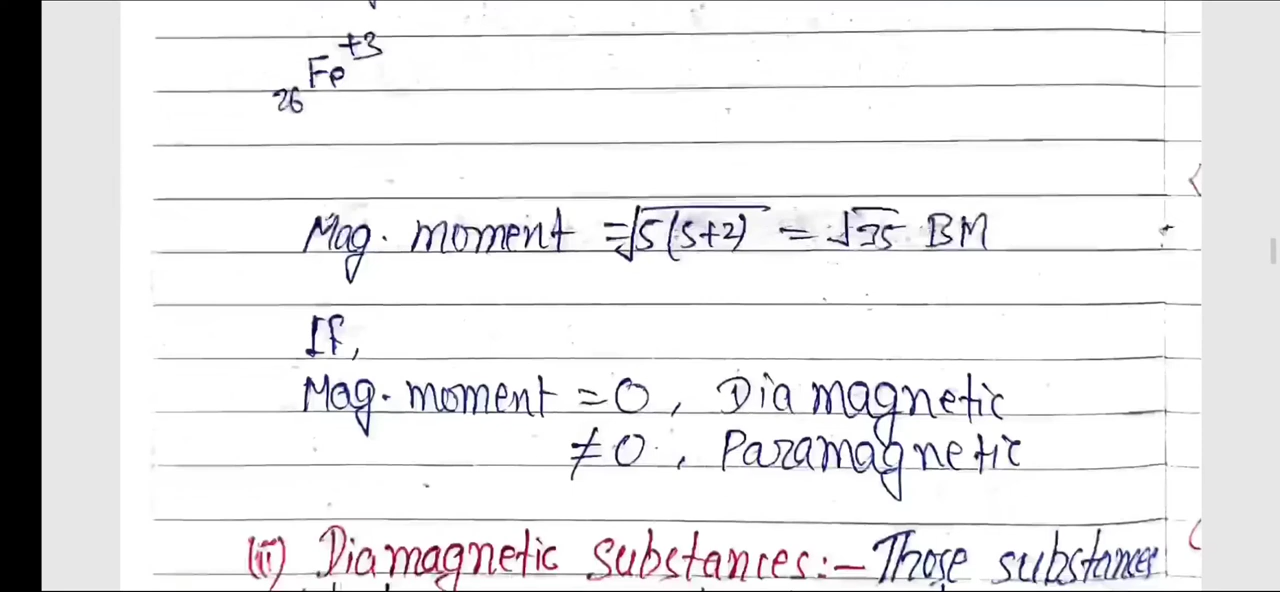 ₂₆Fe⁺³
Mag. moment = √5(5+2) = √35 BM
If,
Mag. moment = 0, Diamagnetic
≠ 0, Paramagnetic
(ii) Diamagnetic substances:- Those substances